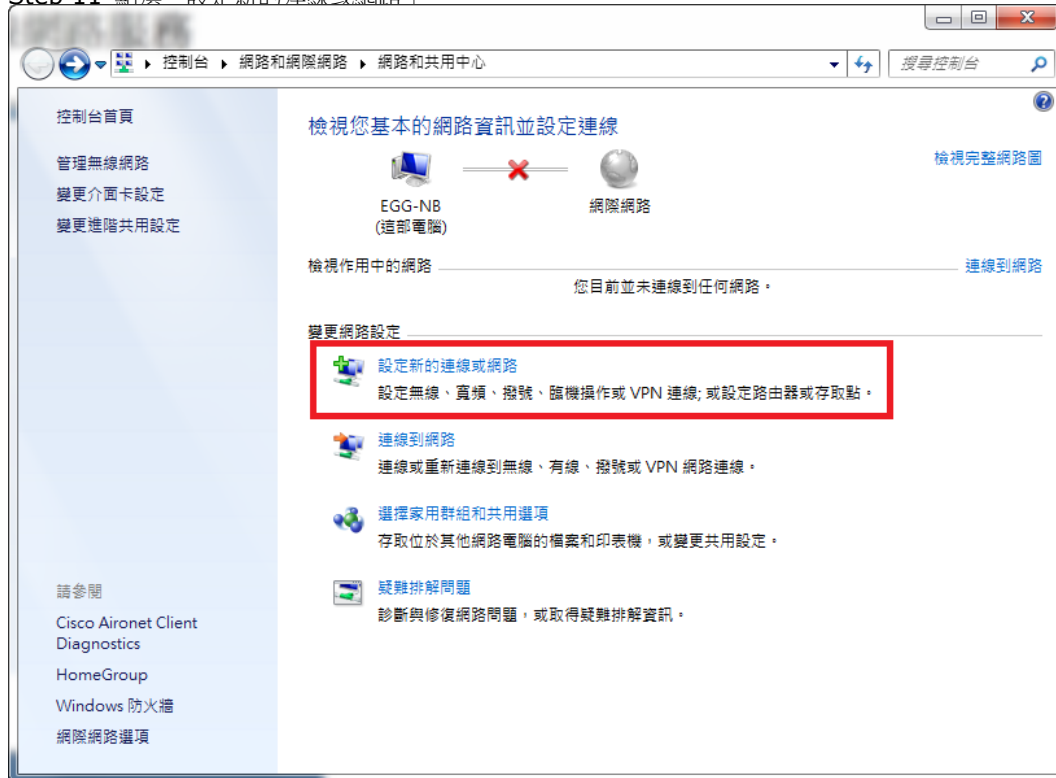 Step 11 點選「設定新的連線或網路」
控制台 ▸ 網路和網際網路 ▸ 網路和共用中心
搜尋控制台
控制台首頁
管理無線網路
變更介面卡設定
變更進階共用設定
檢視您基本的網路資訊並設定連線
檢視完整網路圖
EGG-NB
(這部電腦)
網際網路
檢視作用中的網路
連線到網路
您目前並未連線到任何網路。
變更網路設定
設定新的連線或網路
設定無線、寬頻、撥號、臨機操作或 VPN 連線; 或設定路由器或存取點。
連線到網路
連線或重新連線到無線、有線、撥號或 VPN 網路連線。
選擇家用群組和共用選項
存取位於其他網路電腦的檔案和印表機，或變更共用設定。
疑難排解問題
診斷與修復網路問題，或取得疑難排解資訊。
請參閱
Cisco Aironet Client
Diagnostics
HomeGroup
Windows 防火牆
網際網路選項